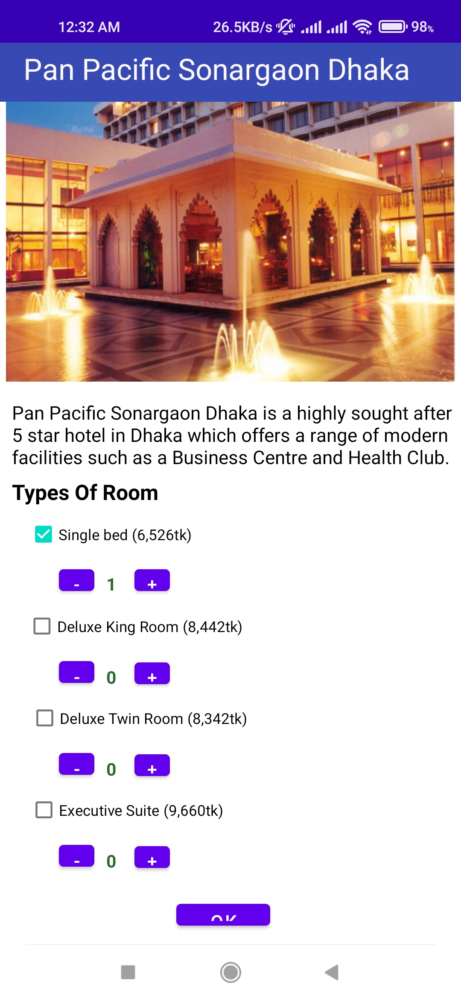 12:32 AM 26.5KB/s 98%
Pan Pacific Sonargaon Dhaka
Pan Pacific Sonargaon Dhaka is a highly sought after
5 star hotel in Dhaka which offers a range of modern
facilities such as a Business Centre and Health Club.
Types Of Room
Single bed (6,526tk)
- 1 +
Deluxe King Room (8,442tk)
- 0 +
Deluxe Twin Room (8,342tk)
- 0 +
Executive Suite (9,660tk)
- 0 +
OK